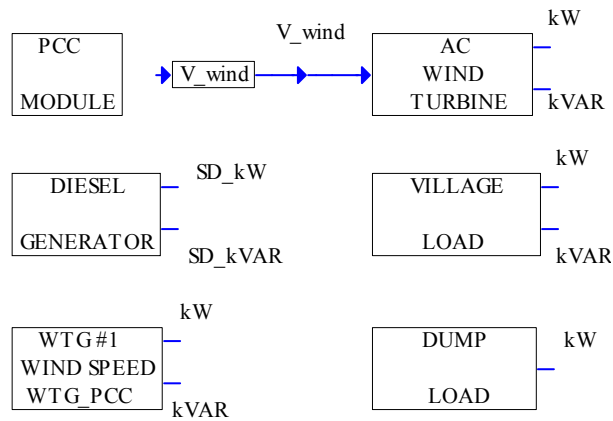 kW
V_wind
PCC
MODULE
V_wind
AC
WIND
TURBINE
kVAR
DIESEL
GENERATOR
SD_kW
SD_kVAR
VILLAGE
LOAD
kW
kVAR
WTG #1
WIND SPEED
WTG_PCC
kW
kVAR
DUMP
LOAD
kW